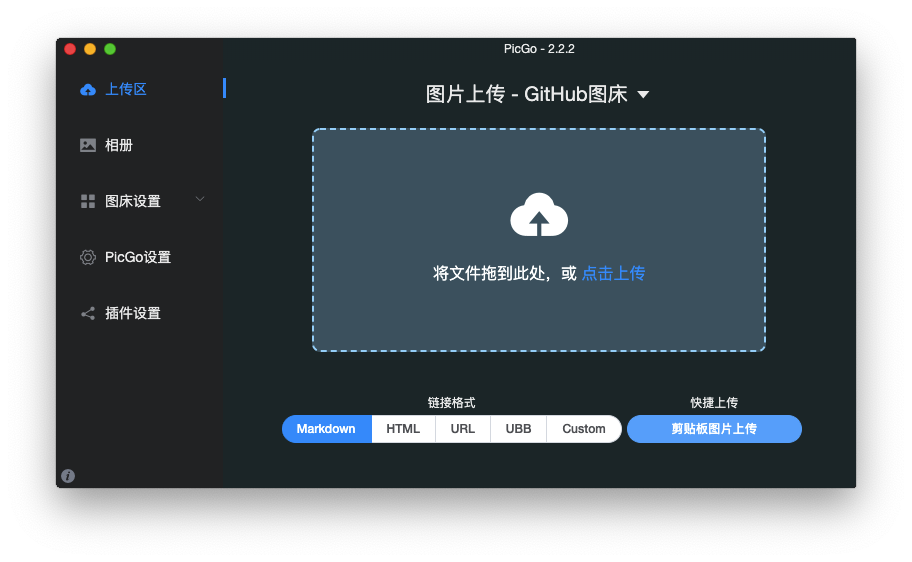 PicGo - 2.2.2
上传区
相册
图床设置
PicGo设置
插件设置
图片上传 - GitHub图床
将文件拖到此处，或 点击上传
链接格式
快捷上传
Markdown HTML URL UBB Custom
剪贴板图片上传
i